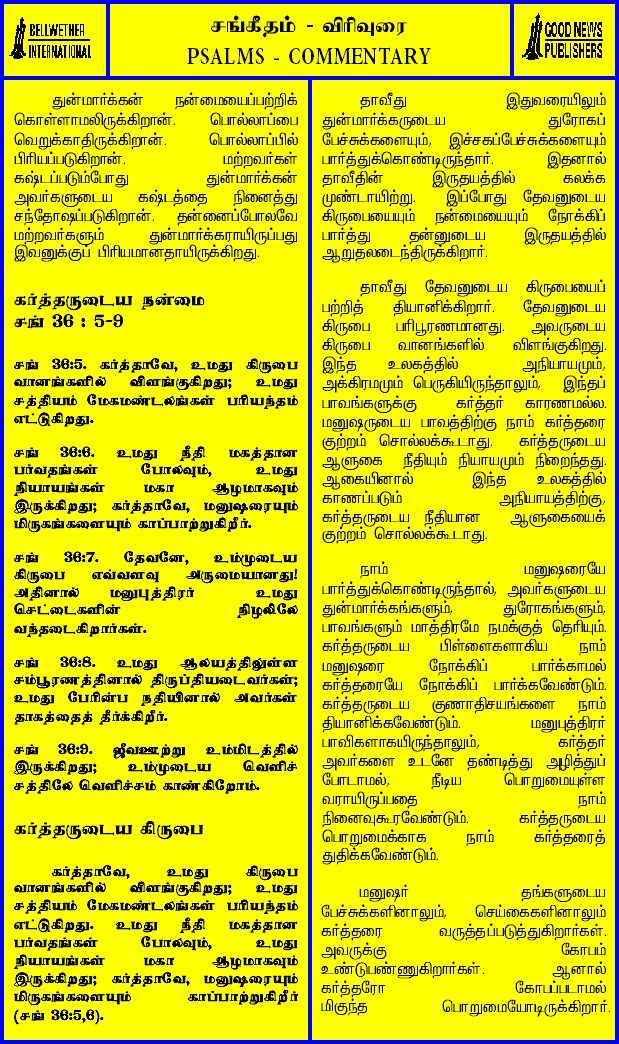 BELLWETHER
INTERNATIONAL
சங்கீதம் - விரிவுரை
PSALMS - COMMENTARY
GOOD NEWS
PUBLISHERS
துன்மார்க்கன் நன்மையைப்பற்றிக்
கொள்ளாமலிருக்கிறான். பொல்லாப்பை
வெறுக்காதிருக்கிறான். பொல்லாப்பில்
பிரியப்படுகிறான். மற்றவர்கள்
கஷ்டப்படும்போது துன்மார்க்கன்
அவர்களுடைய கஷ்டத்தை நினைத்து
சந்தோஷப்படுகிறான். தன்னைப்போலவே
மற்றவர்களும் துன்மார்க்கராயிருப்பது
இவனுக்குப் பிரியமானதாயிருக்கிறது.
கர்த்தருடைய நன்மை
சங் 36 : 5-9
சங் 36:5. கர்த்தாவே, உமது கிருபை
வானங்களில் விளங்குகிறது; உமது
சத்தியம் மேகமண்டலங்கள் பரியந்தம்
எட்டுகிறது.
சங் 36:6. உமது நீதி மகத்தான
பர்வதங்கள் போலவும், உமது
நியாயங்கள் மகா ஆழமாகவும்
இருக்கிறது; கர்த்தாவே, மனுஷரையும்
மிருகங்களையும் காப்பாற்றுகிறீர்.
சங் 36:7. தேவனே, உம்முடைய
கிருபை எவ்வளவு அருமையானது!
அதினால் மனுபுத்திரர் உமது
செட்டைகளின் நிழலிலே
வந்தடைகிறார்கள்.
சங் 36:8. உமது ஆலயத்திலுள்ள
சம்பூரணத்தினால் திருப்தியடைவர்கள்;
உமது பேரின்ப நதியினால் அவர்கள்
தாகத்தைத் தீர்க்கிறீர்.
சங் 36:9. ஜீவஊற்று உம்மிடத்தில்
இருக்கிறது; உம்முடைய வெளிச்
சத்திலே வெளிச்சம் காண்கிறோம்.
கர்த்தருடைய கிருபை
கர்த்தாவே, உமது கிருபை
வானங்களில் விளங்குகிறது; உமது
சத்தியம் மேகமண்டலங்கள் பரியந்தம்
எட்டுகிறது. உமது நீதி மகத்தான
பர்வதங்கள் போலவும், உமது
நியாயங்கள் மகா ஆழமாகவும்
இருக்கிறது; கர்த்தாவே, மனுஷரையும்
மிருகங்களையும் காப்பாற்றுகிறீர்
(சங் 36:5,6).
தாவீது இதுவரையிலும்
துன்மார்க்கருடைய துரோகப்
பேச்சுக்களையும், இச்சகப்பேச்சுக்களையும்
பார்த்துக்கொண்டிருந்தார். இதனால்
தாவீதின் இருதயத்தில் கலக்க
முண்டாயிற்று. இப்போது தேவனுடைய
கிருபையையும் நன்மையையும் நோக்கிப்
பார்த்து தன்னுடைய இருதயத்தில்
ஆறுதலடைந்திருக்கிறார்.
தாவீது தேவனுடைய கிருபையைப்
பற்றித் தியானிக்கிறார். தேவனுடைய
கிருபை பரிபூரணமானது. அவருடைய
கிருபை வானங்களில் விளங்குகிறது.
இந்த உலகத்தில் அநியாயமும்,
அக்கிரமமும் பெருகியிருந்தாலும், இந்தப்
பாவங்களுக்கு கர்த்தர் காரணமல்ல.
மனுஷருடைய பாவத்திற்கு நாம் கர்த்தரை
குற்றம் சொல்லக்கூடாது. கர்த்தருடைய
ஆளுகை நீதியும் நியாயமும் நிறைந்தது.
ஆகையினால் இந்த உலகத்தில்
காணப்படும் அநியாயத்திற்கு,
கர்த்தருடைய நீதியான ஆளுகையைக்
குற்றம் சொல்லக்கூடாது.
நாம் மனுஷரையே
பார்த்துக்கொண்டிருந்தால், அவர்களுடைய
துன்மார்க்கங்களும், துரோகங்களும்,
பாவங்களும் மாத்திரமே நமக்குத் தெரியும்.
கர்த்தருடைய பிள்ளைகளாகிய நாம்
மனுஷரை நோக்கிப் பார்க்காமல்
கர்த்தரையே நோக்கிப் பார்க்கவேண்டும்.
கர்த்தருடைய குணாதிசயங்களை நாம்
தியானிக்கவேண்டும். மனுபுத்திரர்
பாவிகளாகயிருந்தாலும், கர்த்தர்
அவர்களை உடனே தண்டித்து அழித்துப்
போடாமல், நீடிய பொறுமையுள்ள
வராயிருப்பதை நாம்
நினைவுகூரவேண்டும். கர்த்தருடைய
பொறுமைக்காக நாம் கர்த்தரைத்
துதிக்கவேண்டும்.
மனுஷர் தங்களுடைய
பேச்சுக்களினாலும், செய்கைகளினாலும்
கர்த்தரை வருத்தப்படுத்துகிறார்கள்.
அவருக்கு கோபம்
உண்டுபண்ணுகிறார்கள். ஆனால்
கர்த்தரோ கோபப்படாமல்
மிகுந்த பொறுமையோடிருக்கிறார்.